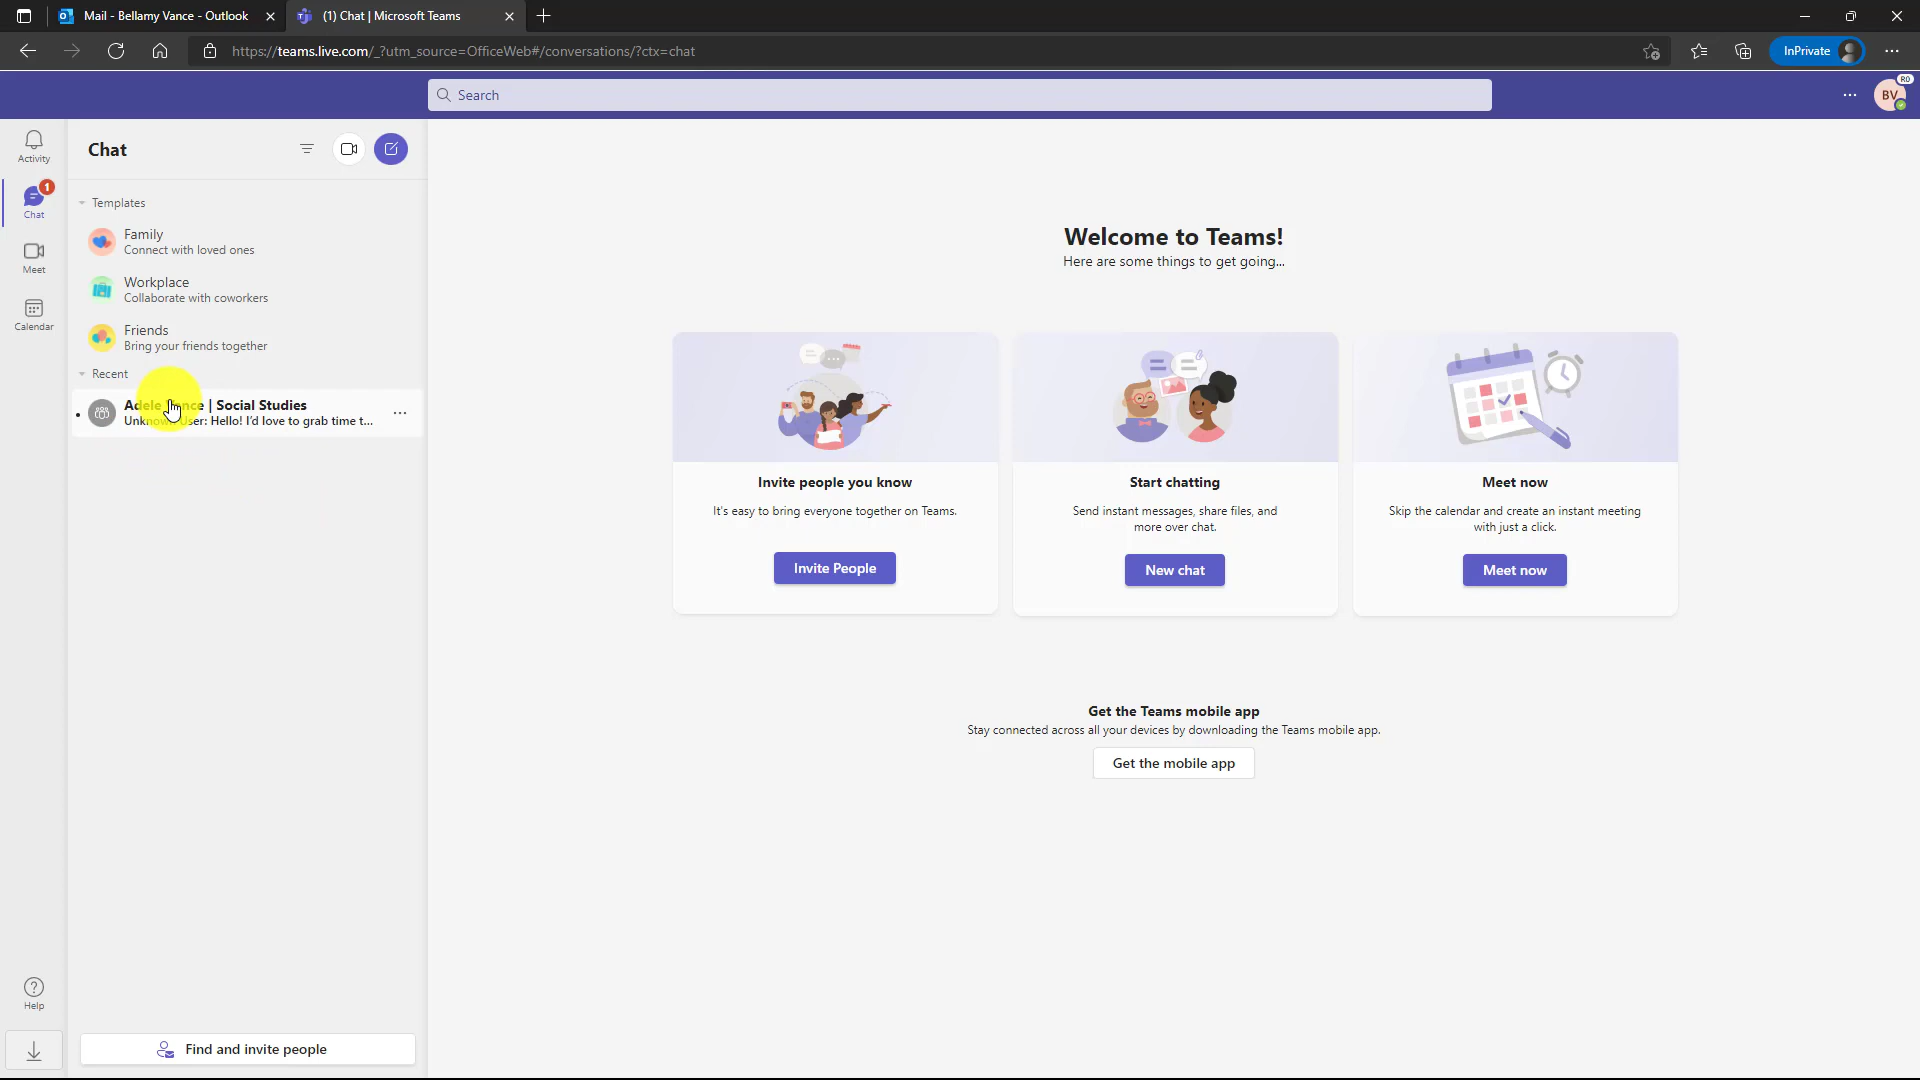 Mail - Bellamy Vance - Outlook
(1) Chat | Microsoft Teams
https://teams.live.com/_?utm_source=OfficeWeb#/conversations/?ctx=chat
InPrivate
Search
BV
RO
Activity
Chat
1
Meet
Calendar
Help
Chat
Templates
Family
Connect with loved ones
Workplace
Collaborate with coworkers
Friends
Bring your friends together
Recent
Adele Vance | Social Studies
Unknown User: Hello! I'd love to grab time t...
Find and invite people
Welcome to Teams!
Here are some things to get going...
Invite people you know
It's easy to bring everyone together on Teams.
Invite People
Start chatting
Send instant messages, share files, and
more over chat.
New chat
Meet now
Skip the calendar and create an instant meeting
with just a click.
Meet now
Get the Teams mobile app
Stay connected across all your devices by downloading the Teams mobile app.
Get the mobile app